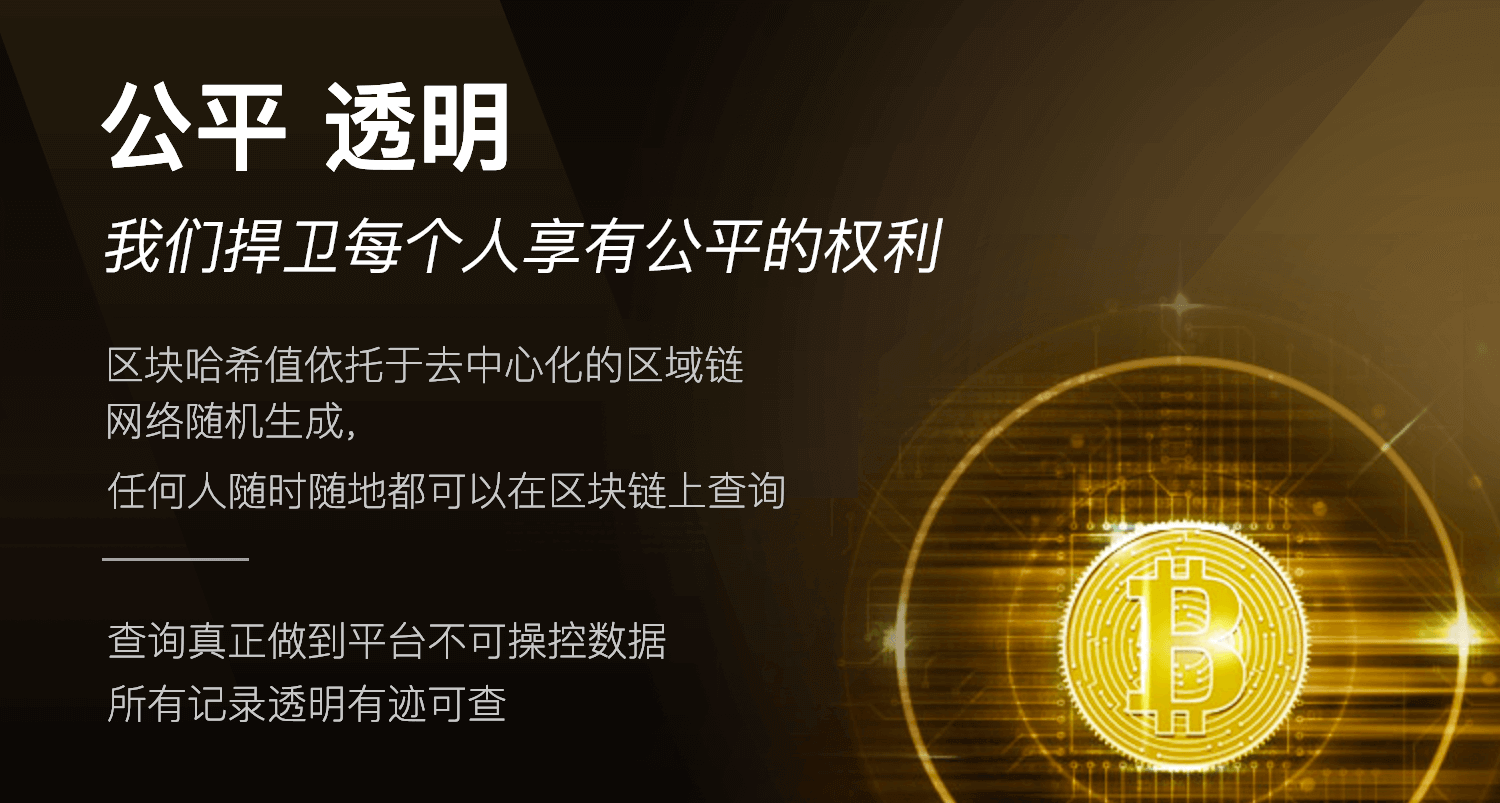 公平 透明
我们捍卫每个人享有公平的权利
区块哈希值依托于去中心化的区域链
网络随机生成,
任何人随时随地都可以在区块链上查询
查询真正做到平台不可操控数据
所有记录透明有迹可查